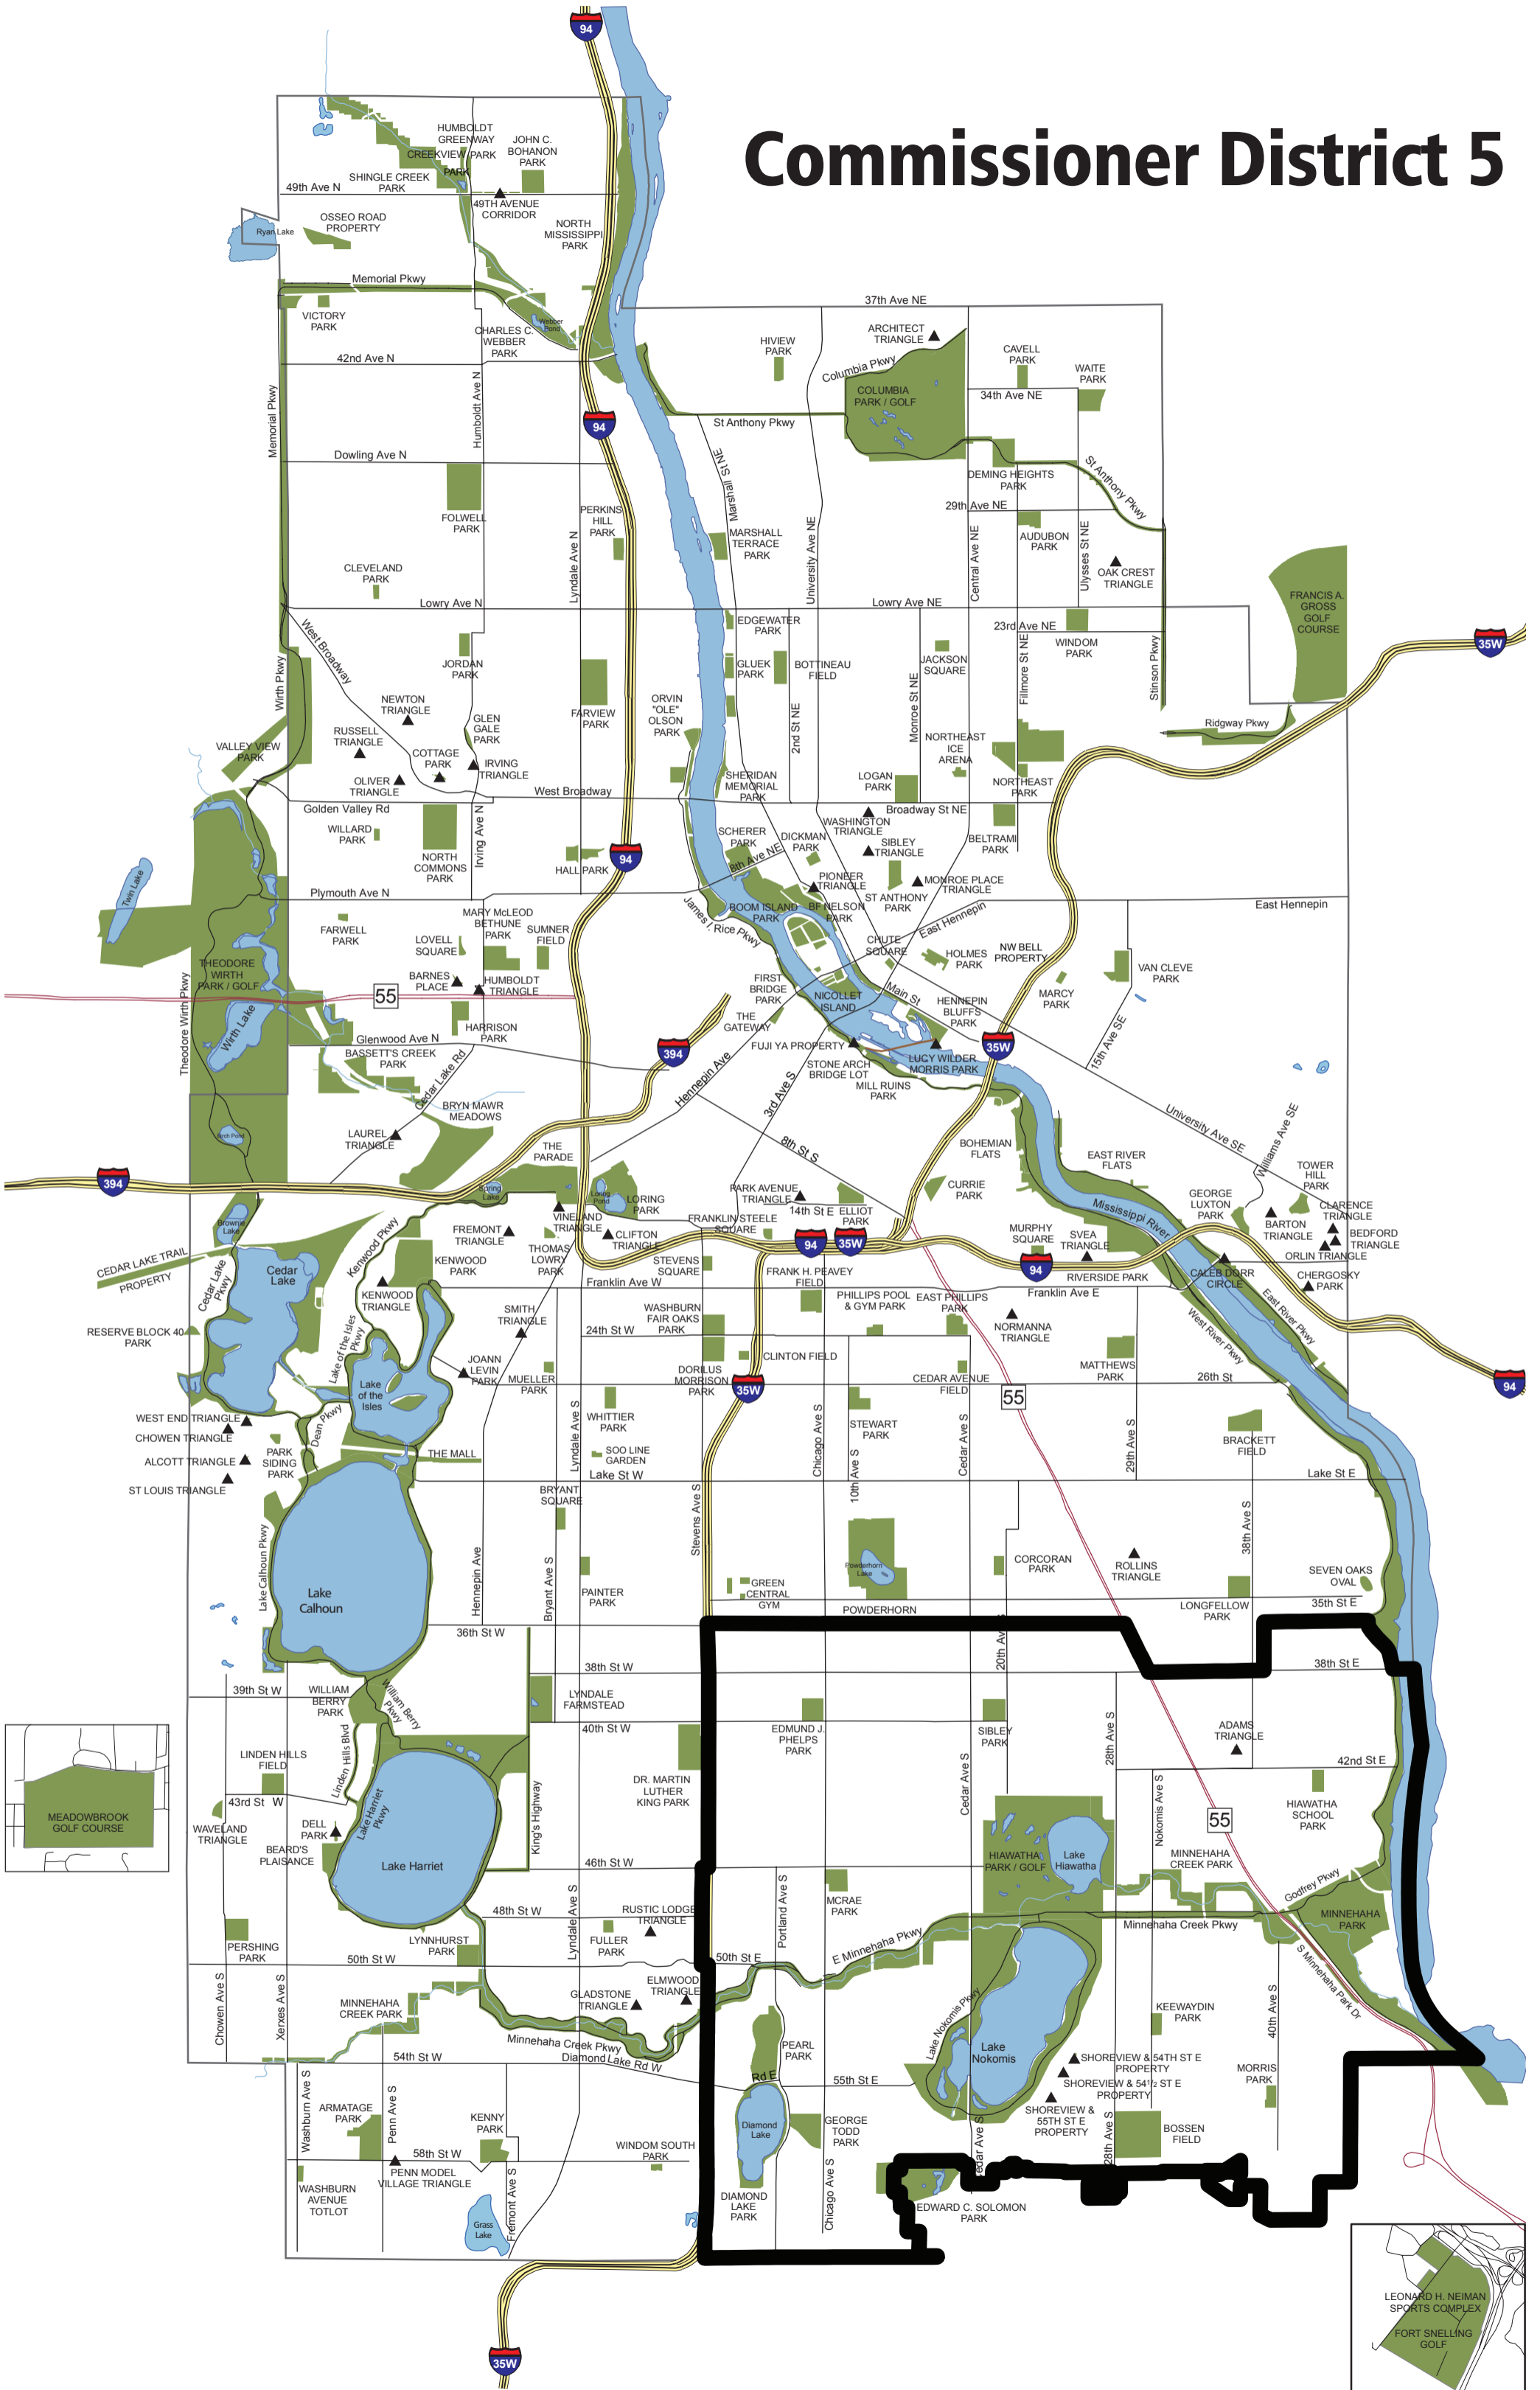 Commissioner District 5
94
HUMBOLDT
GREENWAY
JOHN C.
BOHANON
PARK
CREEKVIEW PARK
PARK
SHINGLE CREEK
PARK
49th Ave N
49TH AVENUE
CORRIDOR
OSSEO ROAD
PROPERTY
NORTH
MISSISSIPPI
PARK
Ryan Lake
Memorial Pkwy
VICTORY
PARK
Webber
Pond
CHARLES C.
WEBBER
PARK
42nd Ave N
37th Ave NE
ARCHITECT
TRIANGLE
HIVIEW
PARK
Columbia Pkwy
COLUMBIA
PARK / GOLF
CAVELL
PARK
WAITE
PARK
34th Ave NE
Memorial Pkwy
Humboldt Ave N
94
St Anthony Pkwy
Dowling Ave N
Marshall St NE
DEMING HEIGHTS
PARK
St Anthony Pkwy
FOLWELL
PARK
PERKINS
HILL
PARK
Lyndale Ave N
MARSHALL
TERRACE
PARK
University Ave NE
29th Ave NE
Central Ave NE
AUDUBON
PARK
Ulysses St NE
OAK CREST
TRIANGLE
CLEVELAND
PARK
Lowry Ave N
Lowry Ave NE
FRANCIS A.
GROSS
GOLF
COURSE
EDGEWATER
PARK
23rd Ave NE
WINDOM
PARK
35W
West Broadway
JORDAN
PARK
GLUEK
PARK
BOTTINEAU
FIELD
JACKSON
SQUARE
Fillmore St NE
Stinson Pkwy
Wirth Pkwy
NEWTON
TRIANGLE
RUSSELL
TRIANGLE
GLEN
GALE
PARK
FARVIEW
PARK
ORVIN
"OLE"
OLSON
PARK
2nd St NE
Monroe St NE
NORTHEAST
ICE
ARENA
Ridgway Pkwy
VALLEY VIEW
PARK
COTTAGE
PARK
IRVING
TRIANGLE
OLIVER
TRIANGLE
West Broadway
SHERIDAN
MEMORIAL
PARK
LOGAN
PARK
NORTHEAST
PARK
Golden Valley Rd
Broadway St NE
WILLARD
PARK
Irving Ave N
NORTH
COMMONS
PARK
HALL PARK
94
SCHERER
PARK
8th Ave NE
DICKMAN
PARK
WASHINGTON
TRIANGLE
SIBLEY
TRIANGLE
BELTRAMI
PARK
Twin Lake
Plymouth Ave N
PIONEER
TRIANGLE
MONROE PLACE
TRIANGLE
ST ANTHONY
PARK
FARWELL
PARK
MARY McLEOD
BETHUNE
PARK
SUMNER
FIELD
LOVELL
SQUARE
James I. Rice Pkwy
BOOM ISLAND
PARK
BF NELSON
PARK
East Hennepin
East Hennepin
THEODORE
WIRTH
PARK / GOLF
BARNES
PLACE
HUMBOLDT
TRIANGLE
55
CHUTE
SQUARE
HOLMES
PARK
NW BELL
PROPERTY
MARCY
PARK
VAN CLEVE
PARK
FIRST
BRIDGE
PARK
NICOLLET
ISLAND
Main St
Theodore Wirth Pkwy
Wirth Lake
HARRISON
PARK
Glenwood Ave N
THE
GATEWAY
FUJI YA PROPERTY
HENNEPIN
BLUFFS
PARK
35W
15th Ave SE
BASSETT'S CREEK
PARK
Cedar Lake Rd
394
Hennepin Ave
STONE ARCH
BRIDGE LOT
LUCY WILDER
MORRIS PARK
MILL RUINS
PARK
3rd Ave S
BRYN MAWR
MEADOWS
Birch Pond
LAUREL
TRIANGLE
THE
PARADE
8th St S
University Ave SE
Williams Ave SE
BOHEMIAN
FLATS
EAST RIVER
FLATS
TOWER
HILL
PARK
394
Spring
Lake
Loring
Pond
LORING
PARK
PARK AVENUE
TRIANGLE
14th St E
ELLIOT
PARK
CURRIE
PARK
Mississippi River
GEORGE
LUXTON
PARK
CLARENCE
TRIANGLE
Brownie
Lake
FREMONT
TRIANGLE
VINELAND
TRIANGLE
CLIFTON
TRIANGLE
FRANKLIN STEELE
SQUARE
MURPHY
SQUARE
SVEA
TRIANGLE
BARTON
TRIANGLE
BEDFORD
TRIANGLE
ORLIN TRIANGLE
Kenwood Pkwy
THOMAS
LOWRY
PARK
STEVENS
SQUARE
94
35W
94
CEDAR LAKE TRAIL
PROPERTY
Cedar Lake
Pkwy
Cedar
Lake
KENWOOD
PARK
KENWOOD
TRIANGLE
Franklin Ave W
FRANK H. PEAVEY
FIELD
RIVERSIDE PARK
CALEB DORR
CIRCLE
CHERGOSKY
PARK
Franklin Ave E
East River Pkwy
RESERVE BLOCK 40
PARK
Lake of the Isles
Pkwy
SMITH
TRIANGLE
WASHBURN
FAIR OAKS
PARK
24th St W
PHILLIPS POOL
& GYM PARK
EAST PHILLIPS
PARK
NORMANNA
TRIANGLE
West River Pkwy
MATTHEWS
PARK
JOANN
LEVIN
PARK
MUELLER
PARK
DORILUS
MORRISON
PARK
CLINTON FIELD
35W
CEDAR AVENUE
FIELD
55
26th St
94
Lake
of the
Isles
WEST END TRIANGLE
CHOWEN TRIANGLE
Dean Pkwy
WHITTIER
PARK
STEWART
PARK
BRACKETT
FIELD
ALCOTT TRIANGLE
PARK
SIDING
PARK
THE MALL
SOO LINE
GARDEN
Lyndale Ave S
Chicago Ave S
10th Ave S
Cedar Ave S
29th Ave S
ST LOUIS TRIANGLE
Lake St W
Lake St E
BRYANT
SQUARE
Stevens Ave S
38th Ave S
Lake Calhoun Pkwy
Lake
Calhoun
Hennepin Ave
Bryant Ave S
PAINTER
PARK
Powderhorn
Lake
GREEN
CENTRAL
GYM
POWDERHORN
CORCORAN
PARK
ROLLINS
TRIANGLE
SEVEN OAKS
OVAL
LONGFELLOW
PARK
35th St E
36th St W
20th Av S
38th St W
38th St E
39th St W
WILLIAM
BERRY
PARK
William Berry
Pkwy
LYNDALE
FARMSTEAD
40th St W
EDMUND J.
PHELPS
PARK
SIBLEY
PARK
28th Ave S
ADAMS
TRIANGLE
42nd St E
LINDEN HILLS
FIELD
Linden Hills Blvd
DR. MARTIN
LUTHER
KING PARK
Cedar Ave S
Nokomis Ave S
HIAWATHA
SCHOOL
PARK
43rd St W
MEADOWBROOK
GOLF COURSE
WAVELAND
TRIANGLE
DELL
PARK
BEARD'S
PLAISANCE
Lake Harriet
Pkwy
Lake Harriet
King's Highway
46th St W
HIAWATHA
PARK / GOLF
Lake
Hiawatha
MINNEHAHA
CREEK PARK
55
Godfrey Pkwy
MCRAE
PARK
48th St W
RUSTIC LODGE
TRIANGLE
Portland Ave S
MINNEHAHA
PARK
Minnehaha Creek Pkwy
PERSHING
PARK
LYNNHURST
PARK
FULLER
PARK
Lyndale Ave S
50th St W
50th St E
E Minnehaha Pkwy
S Minnehaha Park Dr
Chowen Ave S
Xerxes Ave S
MINNEHAHA
CREEK PARK
GLADSTONE
TRIANGLE
ELMWOOD
TRIANGLE
Lake Nokomis Pkwy
Lake
Nokomis
KEEWAYDIN
PARK
40th Ave S
Minnehaha Creek Pkwy
54th St W
Diamond Lake Rd W
Rd E
PEARL
PARK
55th St E
SHOREVIEW & 54TH ST E
PROPERTY
SHOREVIEW & 54½ ST E
PROPERTY
MORRIS
PARK
Washburn Ave S
ARMATAGE
PARK
Penn Ave S
KENNY
PARK
Diamond
Lake
GEORGE
TODD
PARK
SHOREVIEW &
55TH ST E
PROPERTY
28th Ave S
BOSSEN
FIELD
58th St W
WINDOM SOUTH
PARK
PENN MODEL
VILLAGE TRIANGLE
WASHBURN
AVENUE
TOTLOT
Fremont Ave S
Grass
Lake
DIAMOND
LAKE
PARK
Chicago Ave S
edar Ave S
EDWARD C. SOLOMON
PARK
35W
LEONARD H. NEIMAN
SPORTS COMPLEX
FORT SNELLING
GOLF